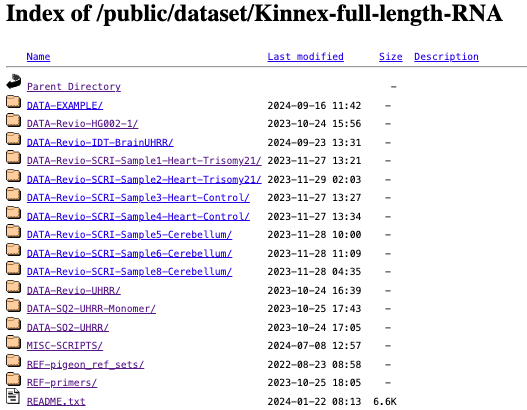 Index of /public/dataset/Kinnex-full-length-RNA
Name Last modified Size Description
Parent Directory -
DATA-EXAMPLE/ 2024-09-16 11:42 -
DATA-Revio-HG002-1/ 2023-10-24 15:56 -
DATA-Revio-IDT-BrainUHRR/ 2024-09-23 13:31 -
DATA-Revio-SCRI-Sample1-Heart-Trisomy21/ 2023-11-27 13:21 -
DATA-Revio-SCRI-Sample2-Heart-Trisomy21/ 2023-11-29 02:03 -
DATA-Revio-SCRI-Sample3-Heart-Control/ 2023-11-27 13:27 -
DATA-Revio-SCRI-Sample4-Heart-Control/ 2023-11-27 13:34 -
DATA-Revio-SCRI-Sample5-Cerebellum/ 2023-11-28 10:00 -
DATA-Revio-SCRI-Sample6-Cerebellum/ 2023-11-28 11:09 -
DATA-Revio-SCRI-Sample8-Cerebellum/ 2023-11-28 04:35 -
DATA-Revio-UHRR/ 2023-10-24 16:39 -
DATA-SQ2-UHRR-Monomer/ 2023-10-25 17:43 -
DATA-SQ2-UHRR/ 2023-10-24 17:05 -
MISC-SCRIPTS/ 2024-07-08 12:57 -
REF-pigeon_ref_sets/ 2022-08-23 08:58 -
REF-primers/ 2023-10-25 18:05 -
README.txt 2024-01-22 08:13 6.6K